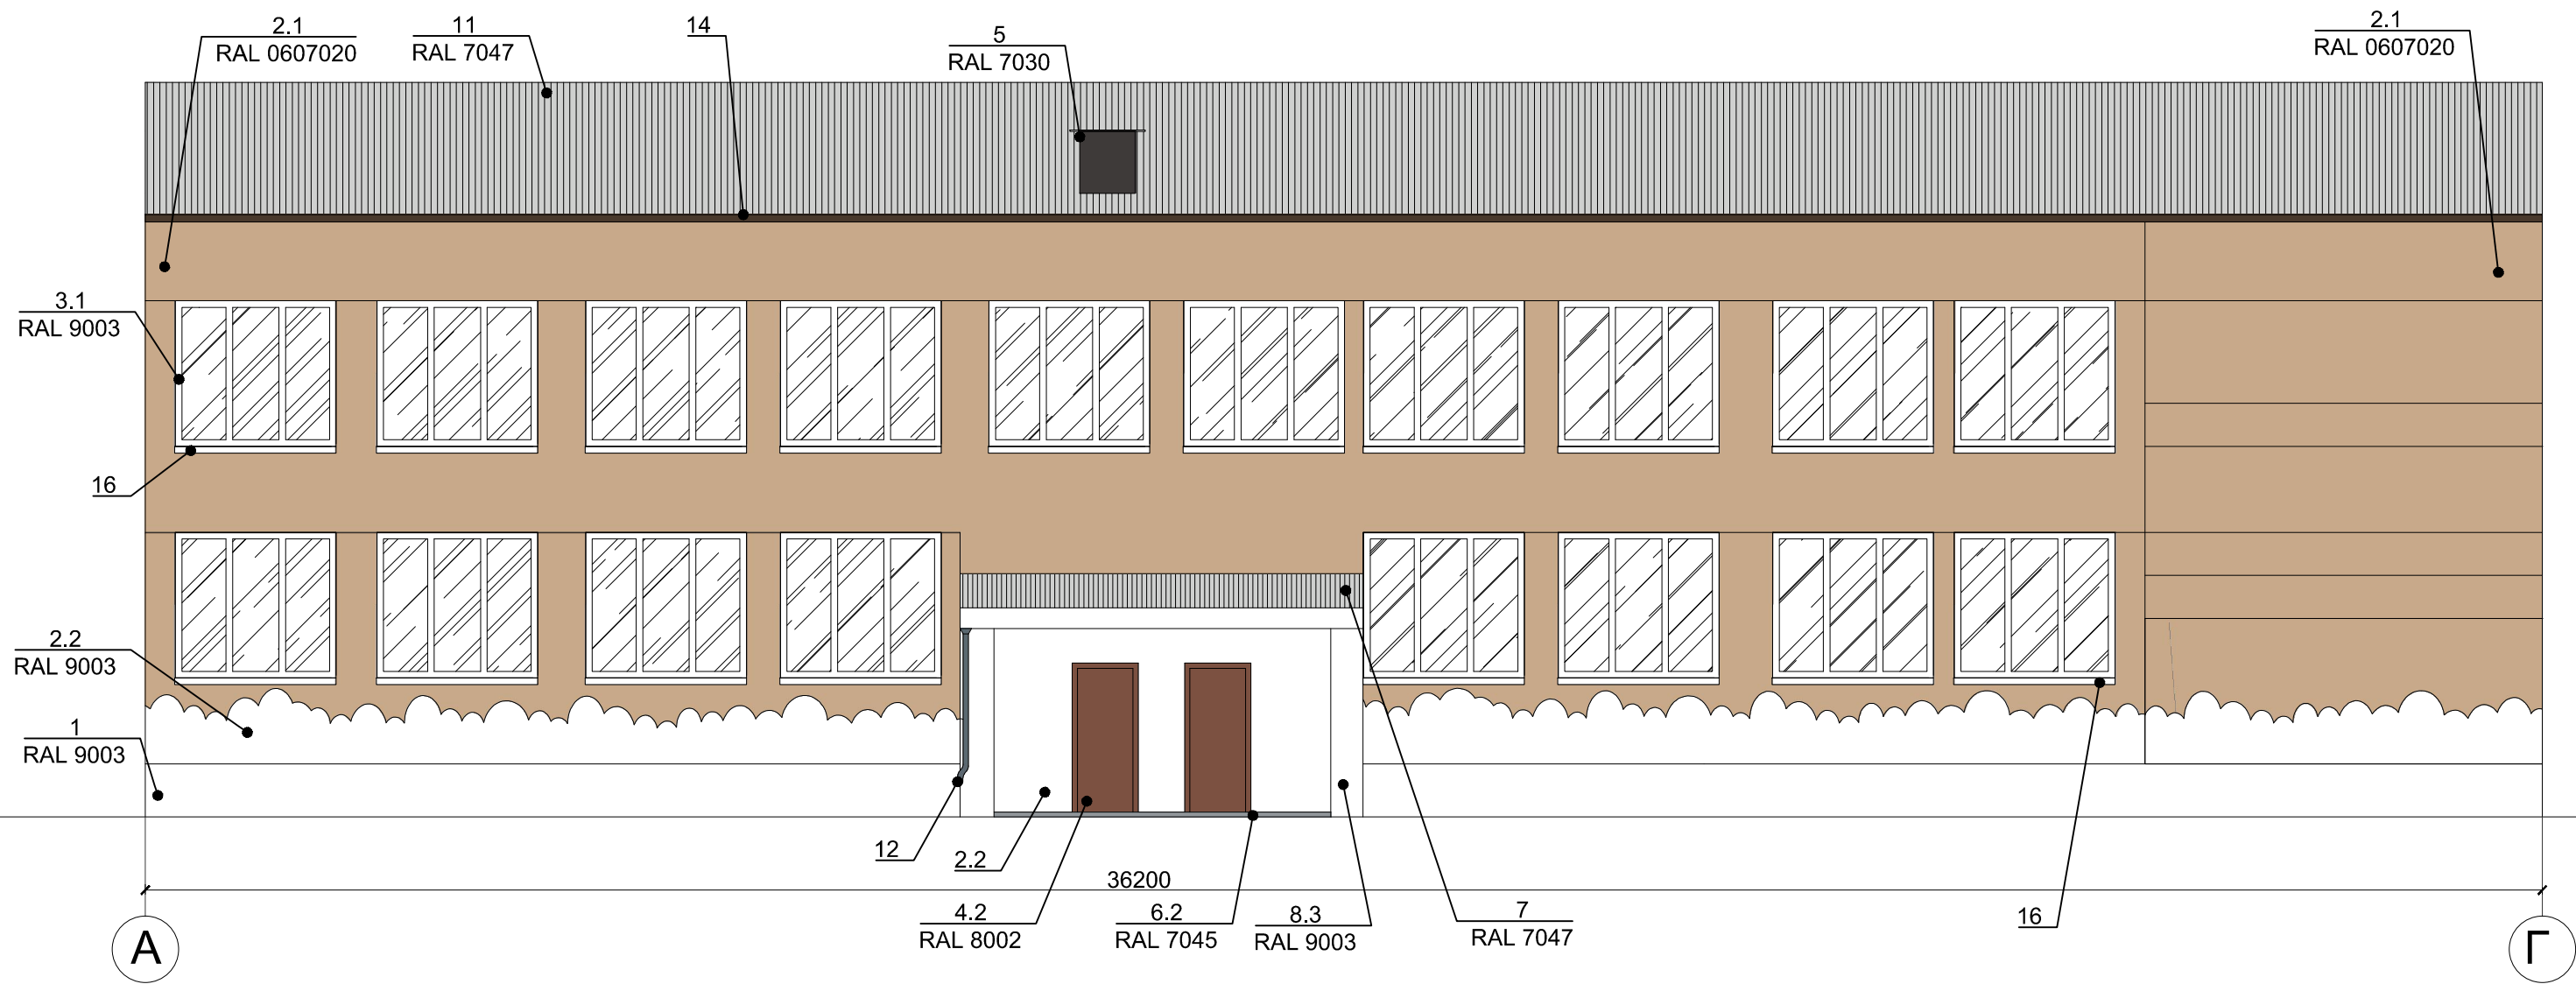 2.1
RAL 0607020
11
RAL 7047
14
5
RAL 7030
2.1
RAL 0607020
3.1
RAL 9003
16
2.2
RAL 9003
1
RAL 9003
12
2.2
36200
4.2
RAL 8002
6.2
RAL 7045
8.3
RAL 9003
7
RAL 7047
16
А
Г